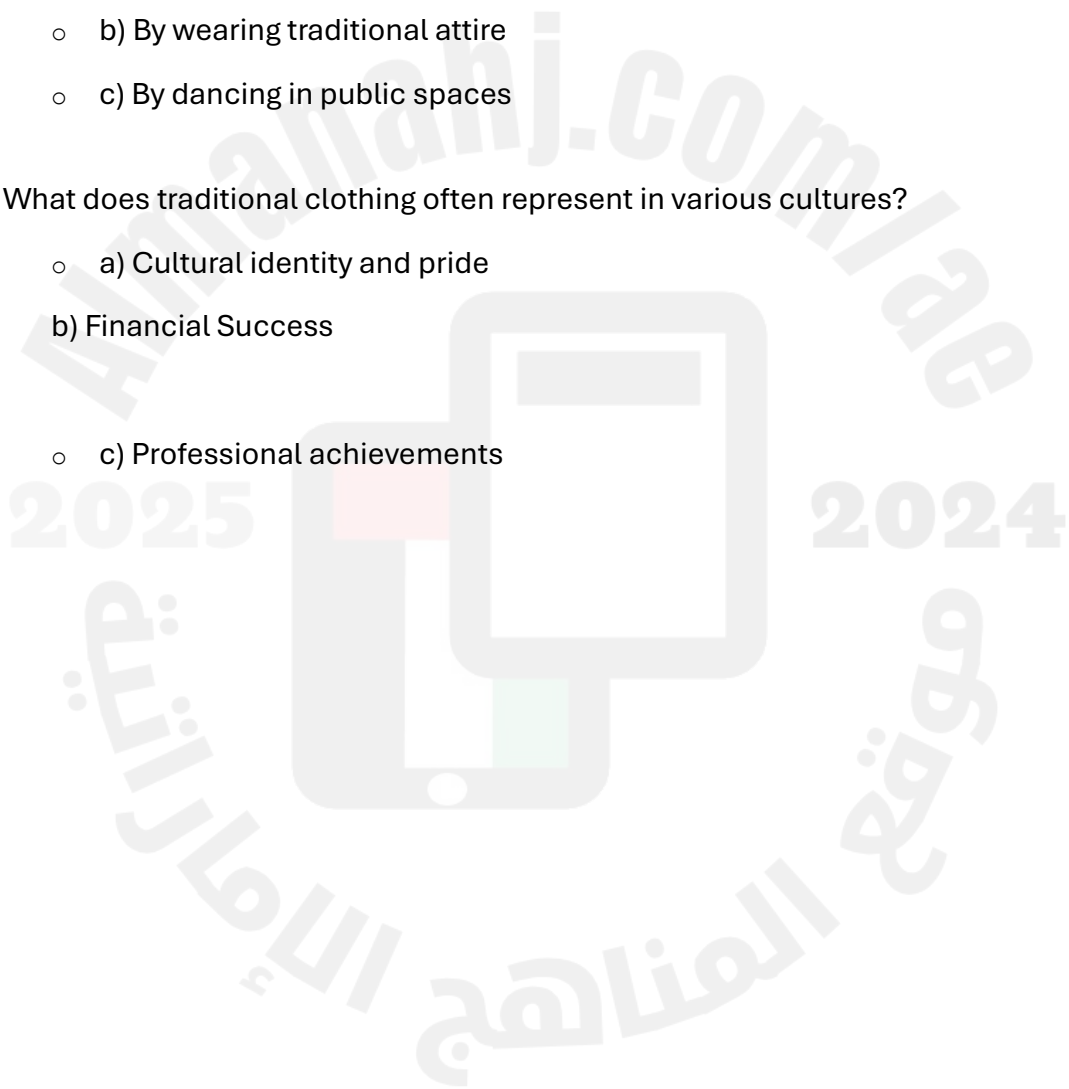 ○ b) By wearing traditional attire
○ c) By dancing in public spaces
What does traditional clothing often represent in various cultures?
○ a) Cultural identity and pride
b) Financial Success
○ c) Professional achievements
Almanahj.com/ae
2025
2024
موقع
المناهج
الإماراتية